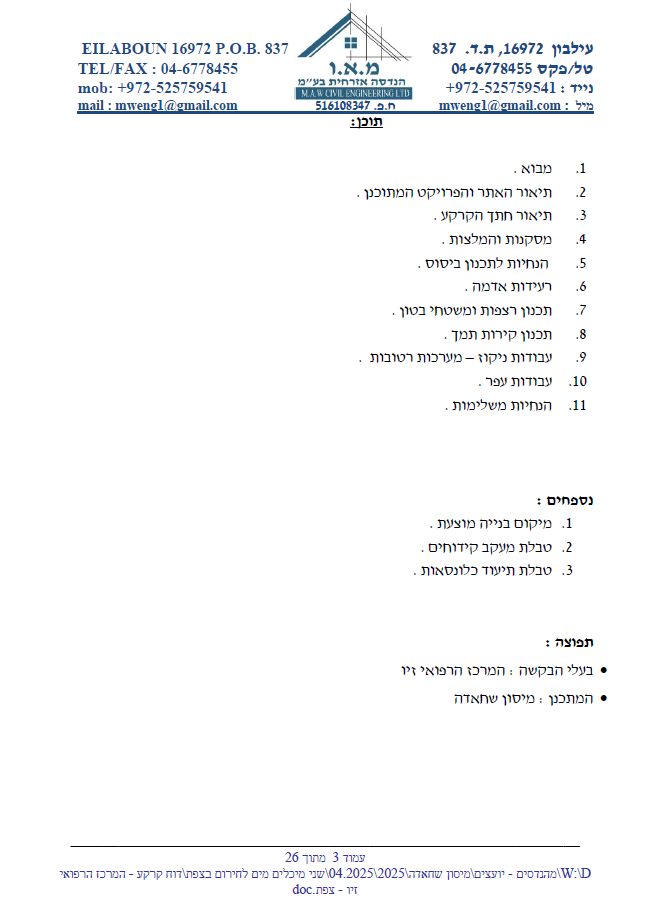 עילבון 16972, ת.ד. 837
טל/פקס 04-6778455
נייד : +972-525759541
מיל : mweng1@gmail.com
מ.א.ו
הנדסה אזרחית בע"מ
M.A.W CIVIL ENGINEERING LTD
ח.פ. 516108347
EILABOUN 16972 P.O.B. 837
TEL/FAX : 04-6778455
mob: +972-525759541
mail : mweng1@gmail.com
תוכן:
1. מבוא .
2. תיאור האתר והפרויקט המתוכנן .
3. תיאור חתך הקרקע .
4. מסקנות והמלצות .
5. הנחיות לתכנון ביסוס .
6. רעידות אדמה .
7. תכנון רצפות ומשטחי בטון .
8. תכנון קירות תמך .
9. עבודות ניקוז – מערכות רטובות .
10. עבודות עפר .
11. הנחיות משלימות .
נספחים :
1. מיקום בנייה מוצעת .
2. טבלת מעקב קידוחים .
3. טבלת תיעוד כלונסאות .
תפוצה :
• בעלי הבקשה : המרכז הרפואי זיו
• המתכנן : מיסון שחאדה
עמוד 3 מתוך 26
W:\D\מהנדסים - יועצים\מיסון שחאדה\2025\04.2025\שני מיכלים מים לחירום בצפת\דוח קרקע - המרכז הרפואי
זיו - צפת.doc